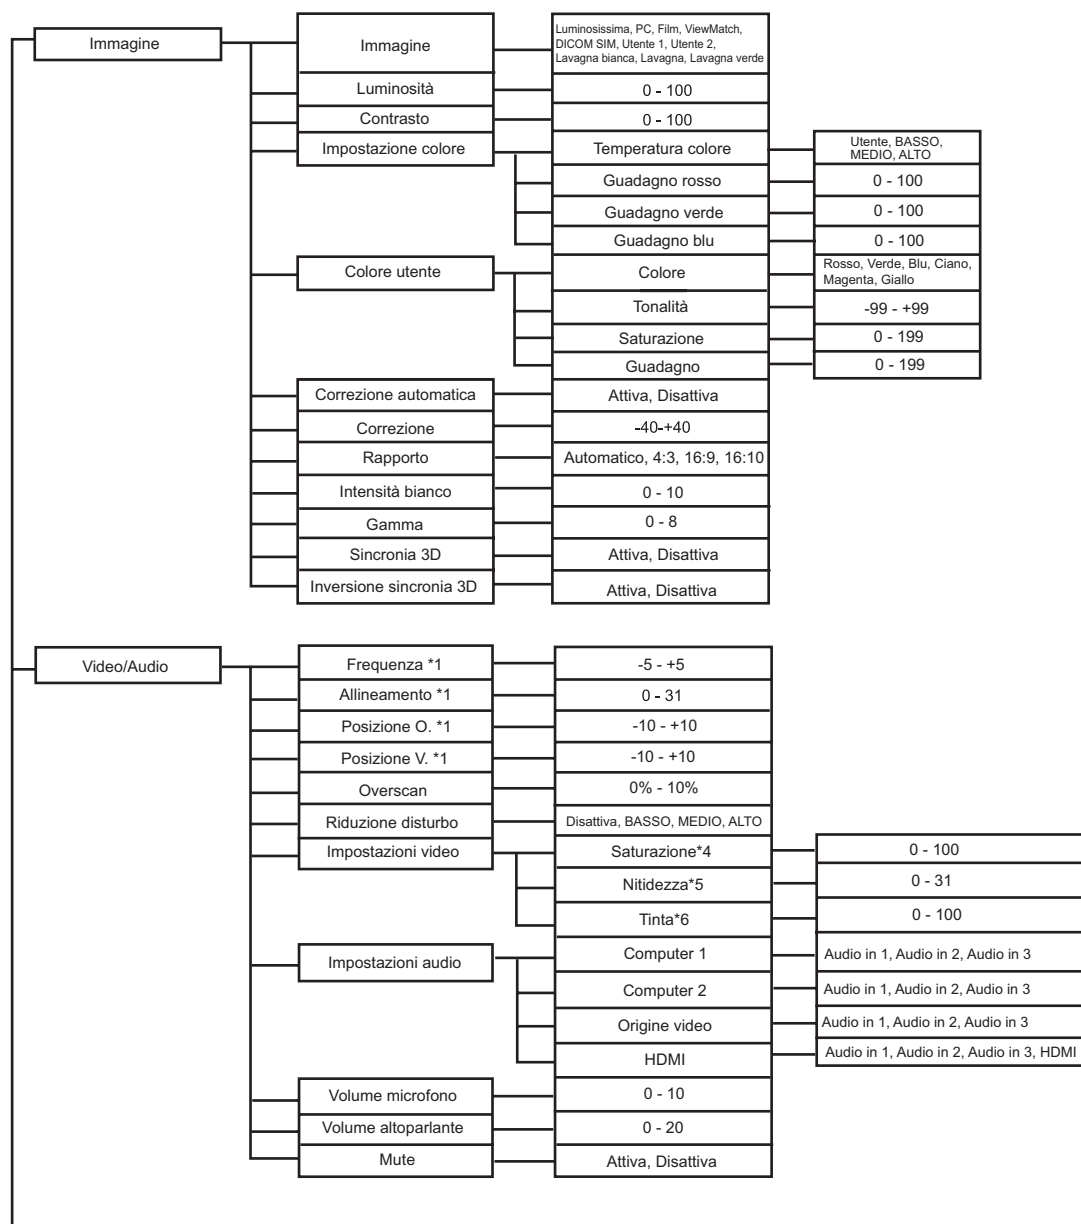 Immagine
Immagine
Luminosissima, PC, Film, ViewMatch,
DICOM SIM, Utente 1, Utente 2,
Lavagna bianca, Lavagna, Lavagna verde
Luminosità
0 - 100
Contrasto
0 - 100
Impostazione colore
Temperatura colore
Utente, BASSO,
MEDIO, ALTO
Guadagno rosso
0 - 100
Guadagno verde
0 - 100
Guadagno blu
0 - 100
Colore utente
Colore
Rosso, Verde, Blu, Ciano,
Magenta, Giallo
Tonalità
-99 - +99
Saturazione
0 - 199
Guadagno
0 - 199
Correzione automatica
Attiva, Disattiva
Correzione
-40-+40
Rapporto
Automatico, 4:3, 16:9, 16:10
Intensità bianco
0 - 10
Gamma
0 - 8
Sincronia 3D
Attiva, Disattiva
Inversione sincronia 3D
Attiva, Disattiva
Video/Audio
Frequenza *1
-5 - +5
Allineamento *1
0 - 31
Posizione O. *1
-10 - +10
Posizione V. *1
-10 - +10
Overscan
0% - 10%
Riduzione disturbo
Disattiva, BASSO, MEDIO, ALTO
Impostazioni video
Saturazione*4
0 - 100
Nitidezza*5
0 - 31
Tinta*6
0 - 100
Impostazioni audio
Computer 1
Audio in 1, Audio in 2, Audio in 3
Computer 2
Audio in 1, Audio in 2, Audio in 3
Origine video
Audio in 1, Audio in 2, Audio in 3
HDMI
Audio in 1, Audio in 2, Audio in 3, HDMI
Volume microfono
0 - 10
Volume altoparlante
0 - 20
Mute
Attiva, Disattiva